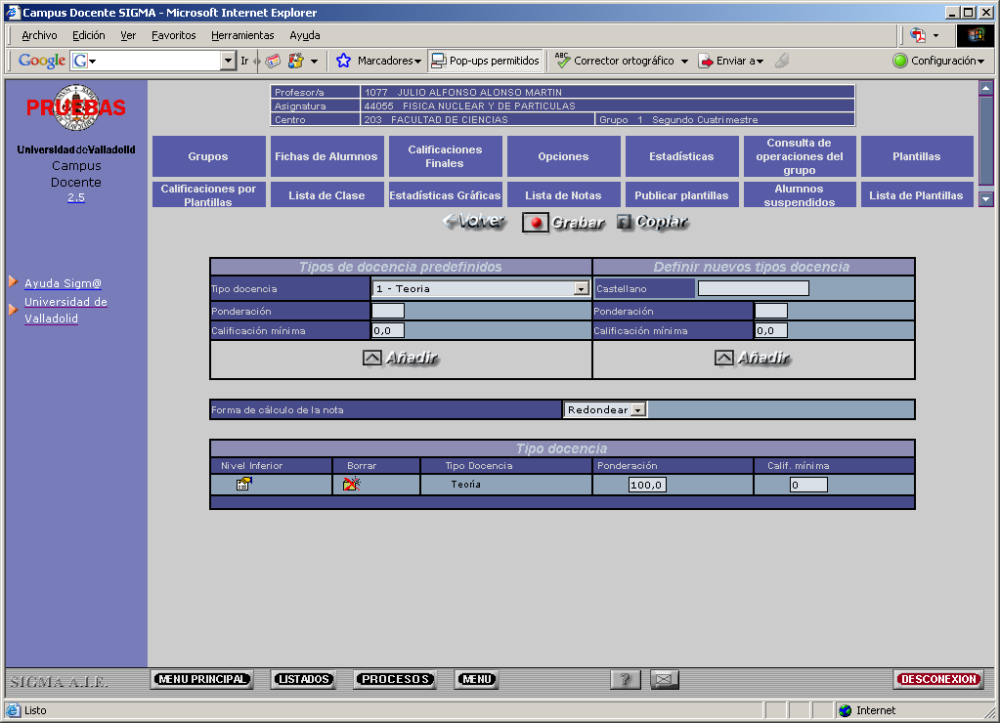 Campus Docente SIGMA - Microsoft Internet Explorer
Archivo Edición Ver Favoritos Herramientas Ayuda
Google G Ir Marcadores Pop-ups permitidos ABC Corrector ortográfico Enviar a Configuración
PRUEBAS
Universidad de Valladolid
Campus
Docente
2.5
Ayuda Sigm@
Universidad de
Valladolid
Profesor/a 1077 JULIO ALFONSO ALONSO MARTIN
Asignatura 44055 FISICA NUCLEAR Y DE PARTICULAS
Centro 203 FACULTAD DE CIENCIAS Grupo 1 Segundo Cuatrimestre
Grupos Fichas de Alumnos Calificaciones Finales Opciones Estadísticas Consulta de operaciones del grupo Plantillas
Calificaciones por Plantillas Lista de Clase Estadísticas Gráficas Lista de Notas Publicar plantillas Alumnos suspendidos Lista de Plantillas
Volver Grabar Copiar
Tipos de docencia predefinidos Definir nuevos tipos docencia
Tipo docencia 1 - Teoria Castellano
Ponderación Ponderación
Calificación mínima 0,0 Calificación mínima 0,0
Añadir Añadir
Forma de cálculo de la nota Redondear
Tipo docencia
Nivel Inferior Borrar Tipo Docencia Ponderación Calif. mínima
Teoría 100,0 0
SIGMA A.I.E. MENU PRINCIPAL LISTADOS PROCESOS MENU ? DESCONEXION
Listo Internet